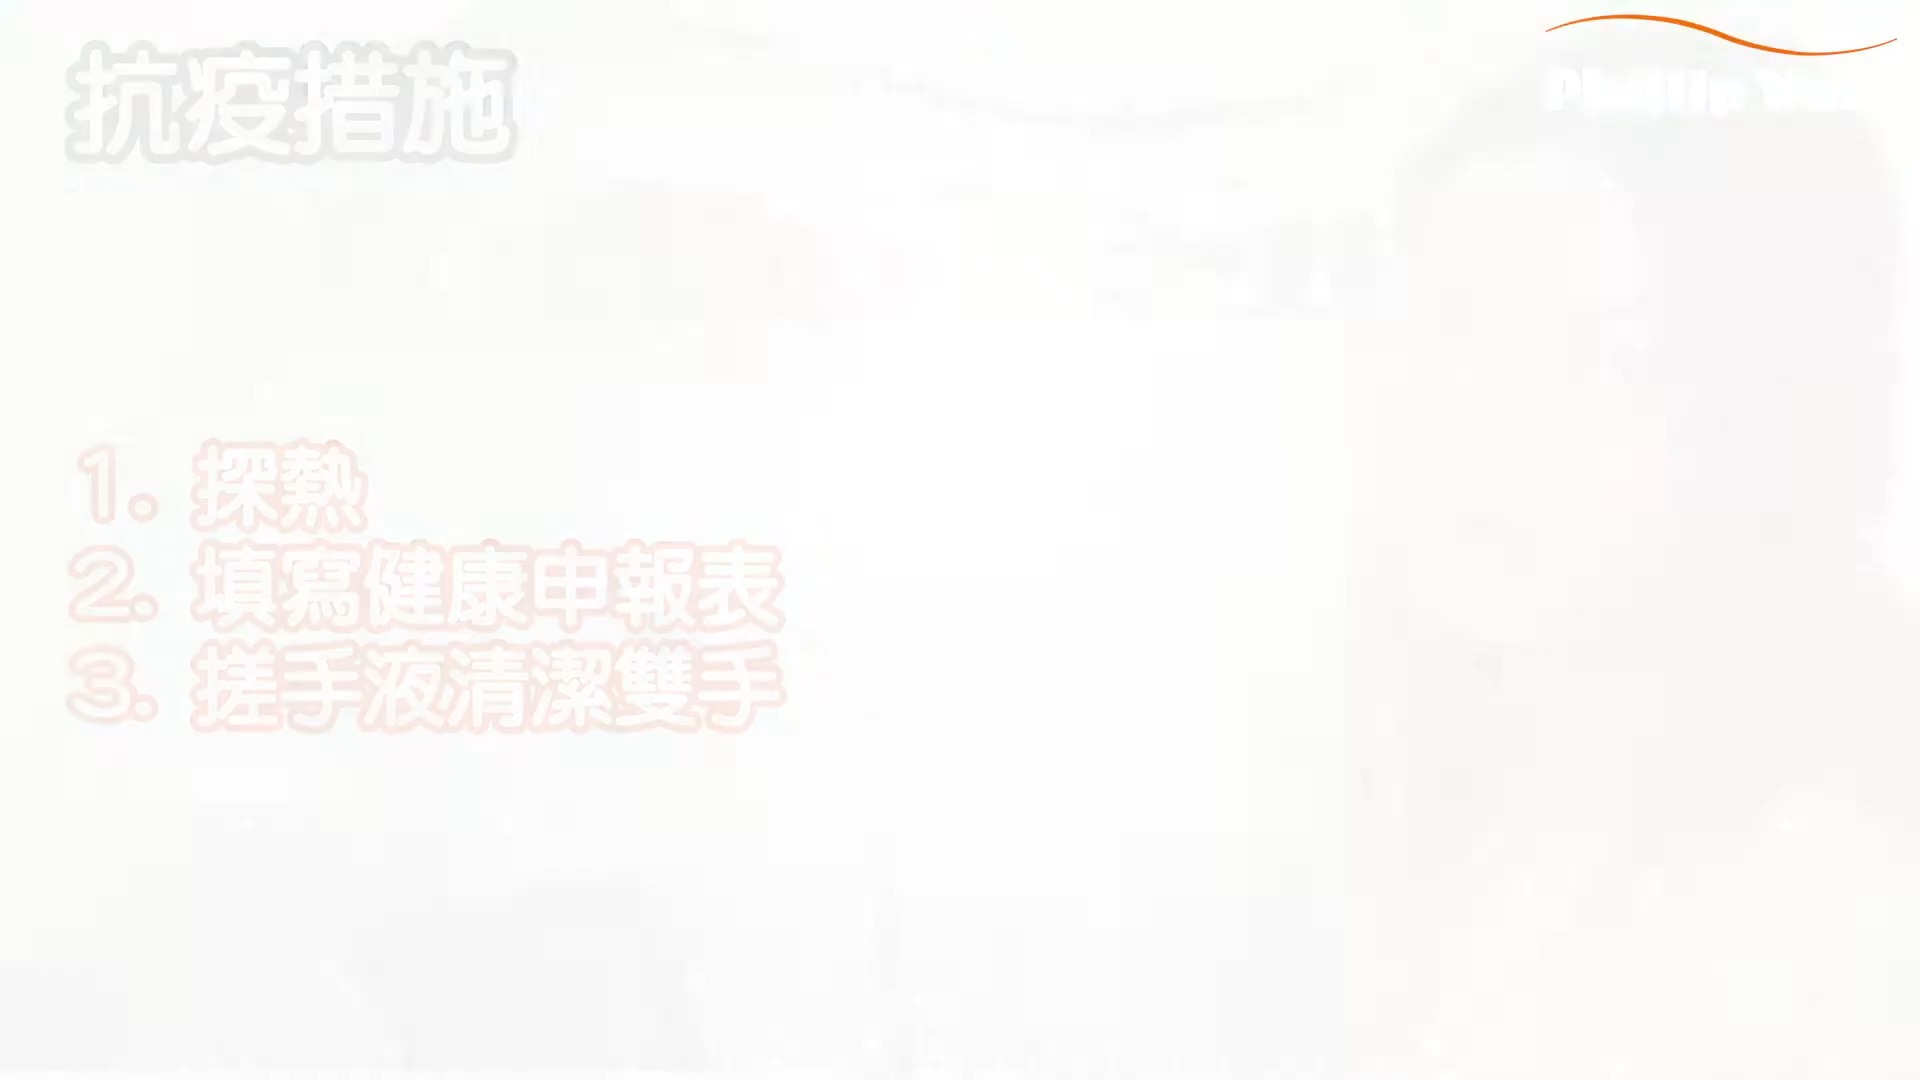 抗疫措施
Phillip
1. 探熱
2. 填寫健康申報表
3. 搓手液清潔雙手